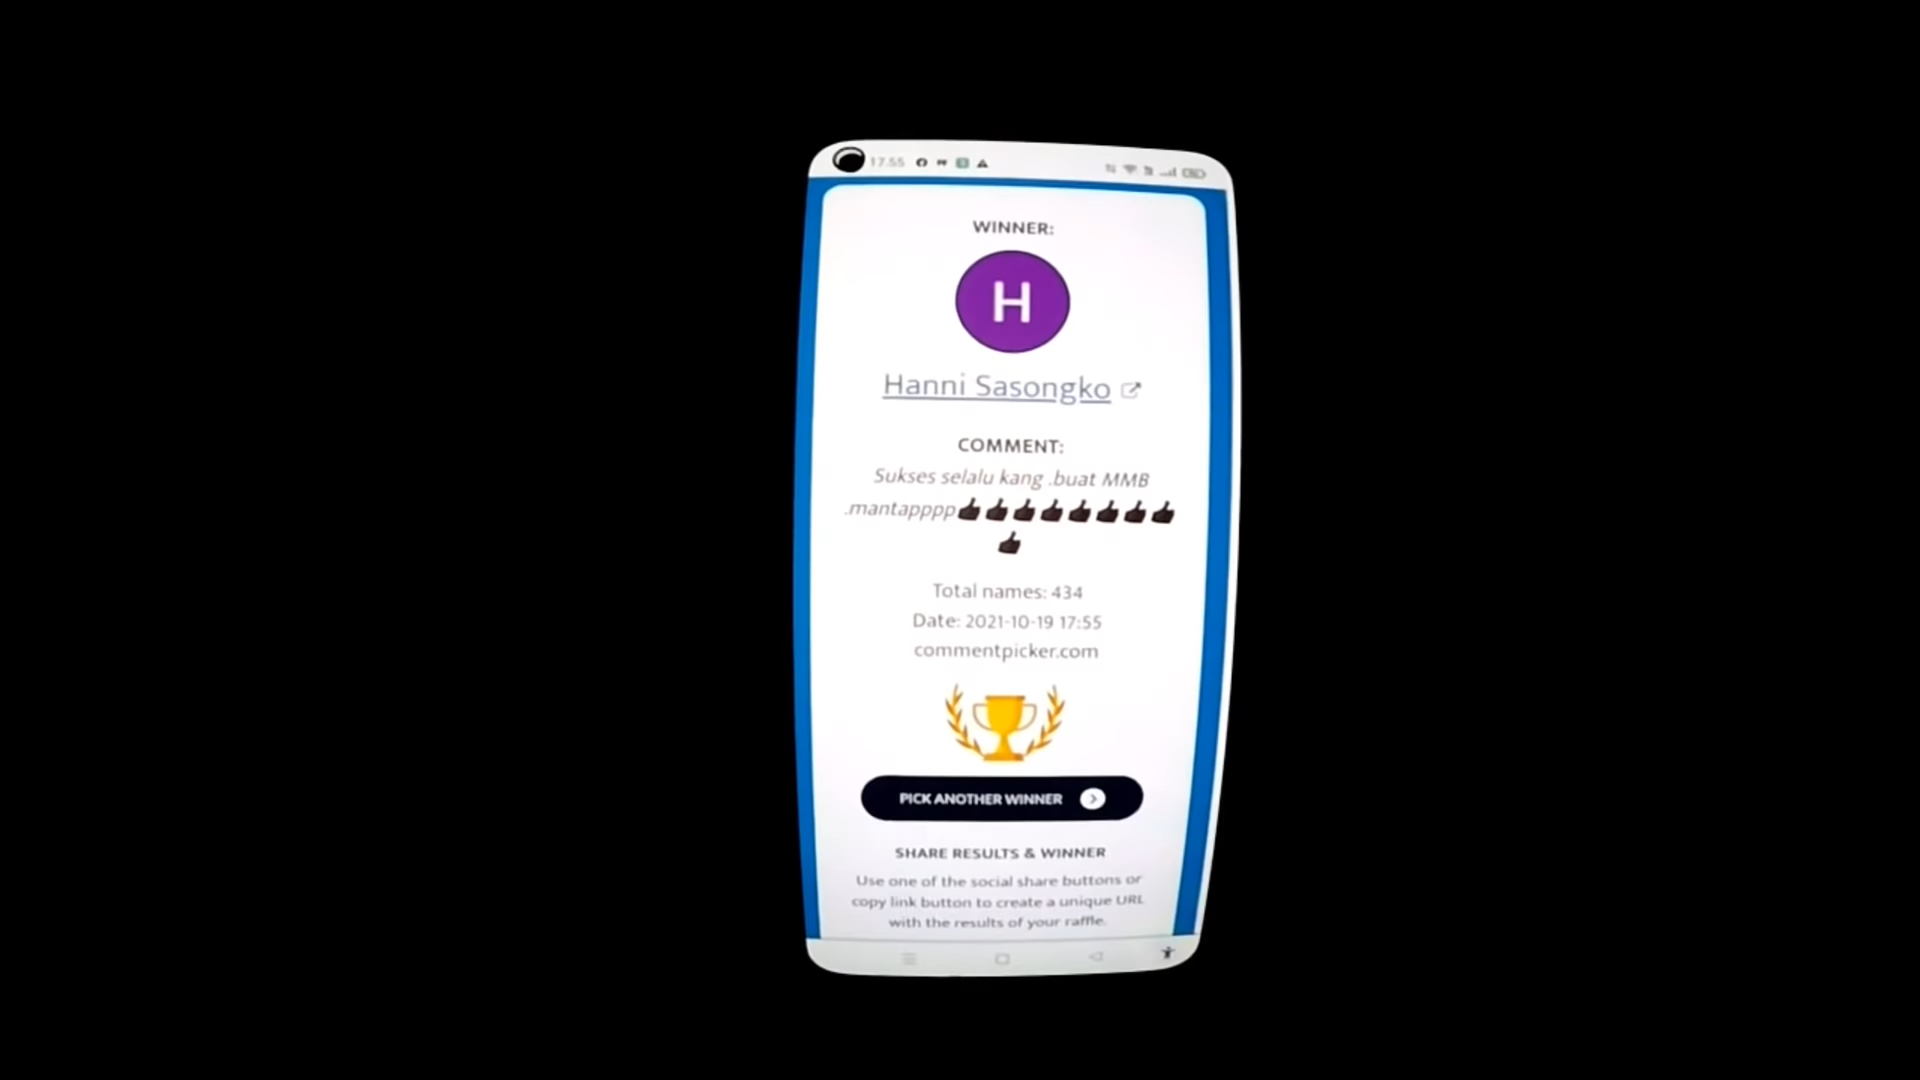 17.55
WINNER:
H
Hanni Sasongko
COMMENT:
Sukses selalu kang .buat MMB
.mantapppp👍👍👍👍👍👍👍👍
👍
Total names: 434
Date: 2021-10-19 17:55
commentpicker.com
PICK ANOTHER WINNER
SHARE RESULTS & WINNER
Use one of the social share buttons or
copy link button to create a unique URL
with the results of your raffle.